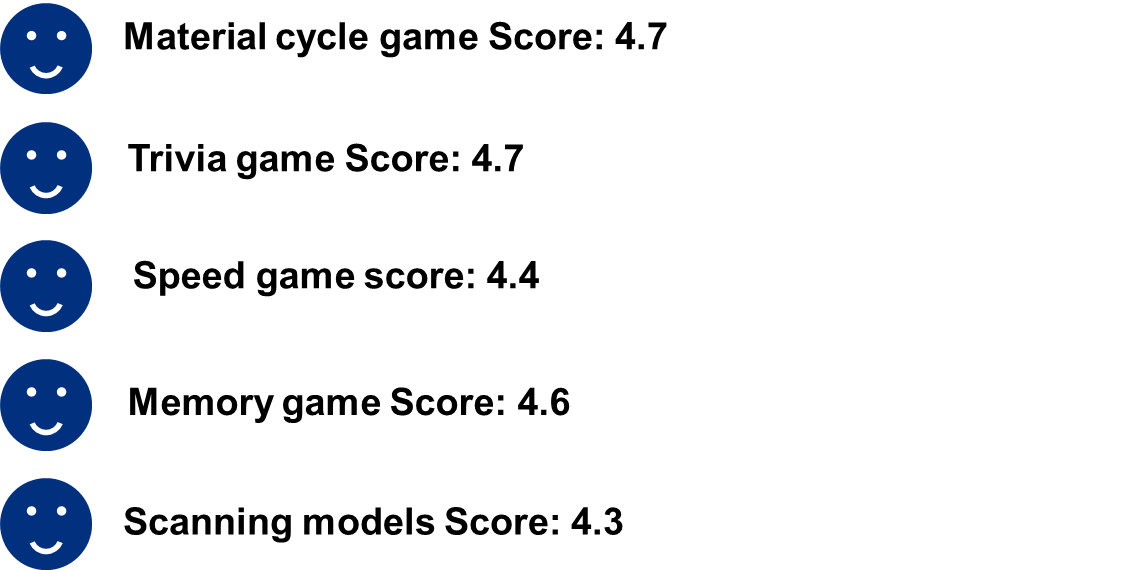 Material cycle game Score: 4.7
Trivia game Score: 4.7
Speed game score: 4.4
Memory game Score: 4.6
Scanning models Score: 4.3